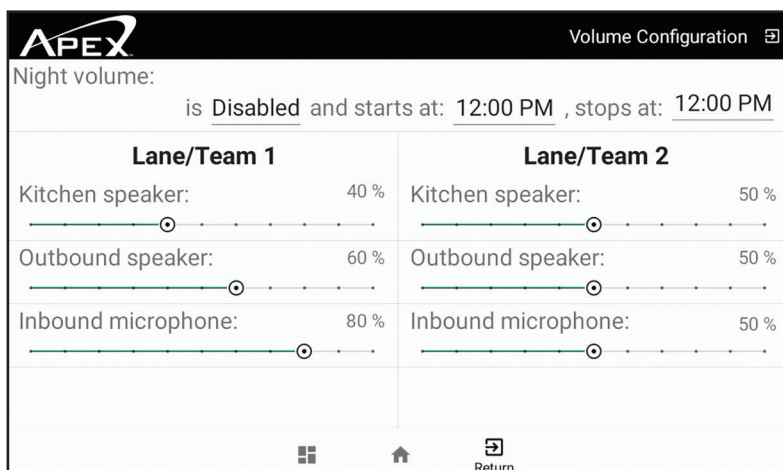 APEX
Volume Configuration
Night volume:
is Disabled and starts at: 12:00 PM , stops at: 12:00 PM
Lane/Team 1
Kitchen speaker: 40 %
Outbound speaker: 60 %
Inbound microphone: 80 %
Lane/Team 2
Kitchen speaker: 50 %
Outbound speaker: 50 %
Inbound microphone: 50 %
Return